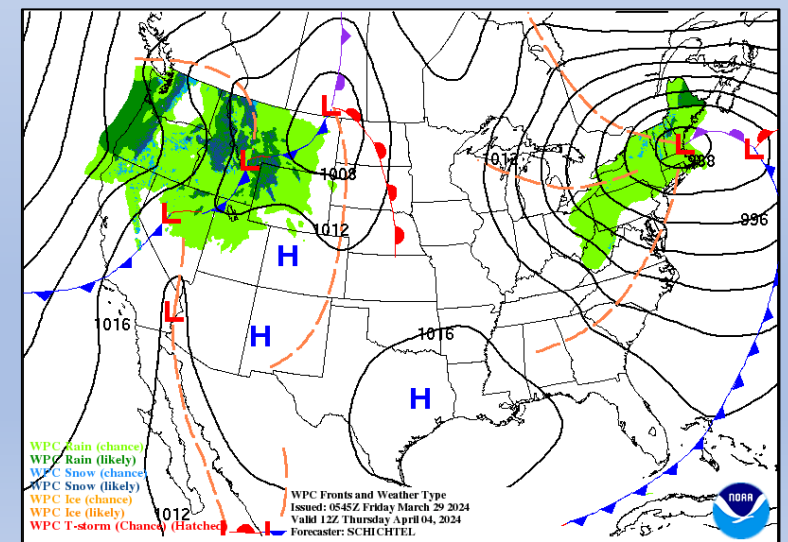 L
L
1012
L
988
L
L
1008
L
996
1012
H
L
1016
H
1016
H
WPC Rain (chance)
WPC Rain (likely)
WPC Snow (chance)
WPC Snow (likely)
WPC Ice (chance)
WPC Ice (likely)
WPC T-storm (Chance) (Hatched)
1012
L L
WPC Fronts and Weather Type
Issued: 0545Z Friday March 29 2024
Valid 12Z Thursday April 04, 2024
Forecaster: SCHICHTEL
NOAA